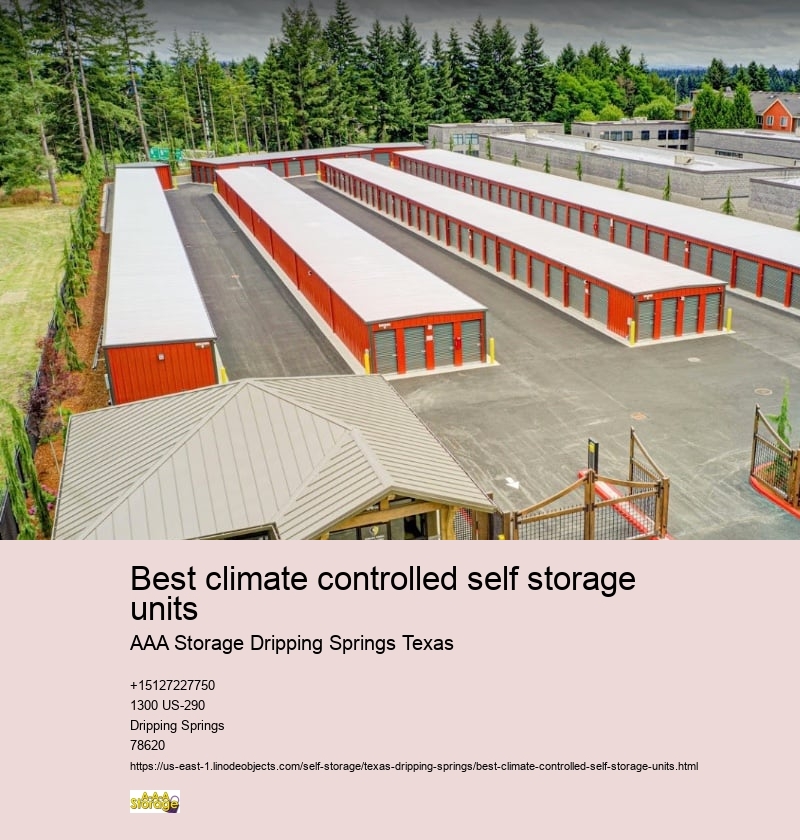 Best climate controlled self storage
units
AAA Storage Dripping Springs Texas
+15127227750
1300 US-290
Dripping Springs
78620
https://us-east-1.linodeobjects.com/self-storage/texas-dripping-springs/best-climate-controlled-self-storage-units.html
AAA
Storage